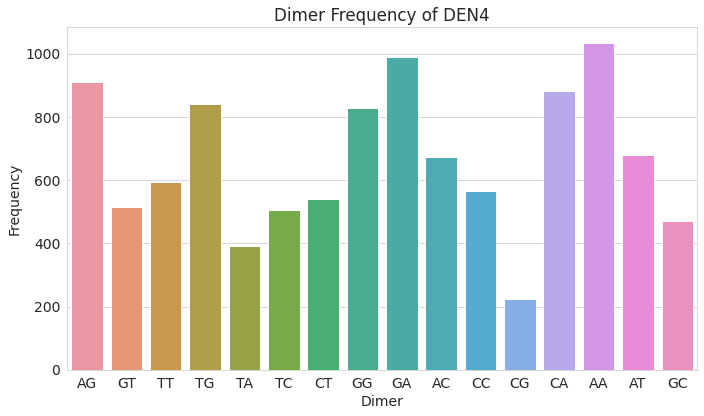 Dimer Frequency of DEN4
Frequency
1000
800
600
400
200
0
AG GT TT TG TA TC CT GG GA AC CC CG CA AA AT GC
Dimer